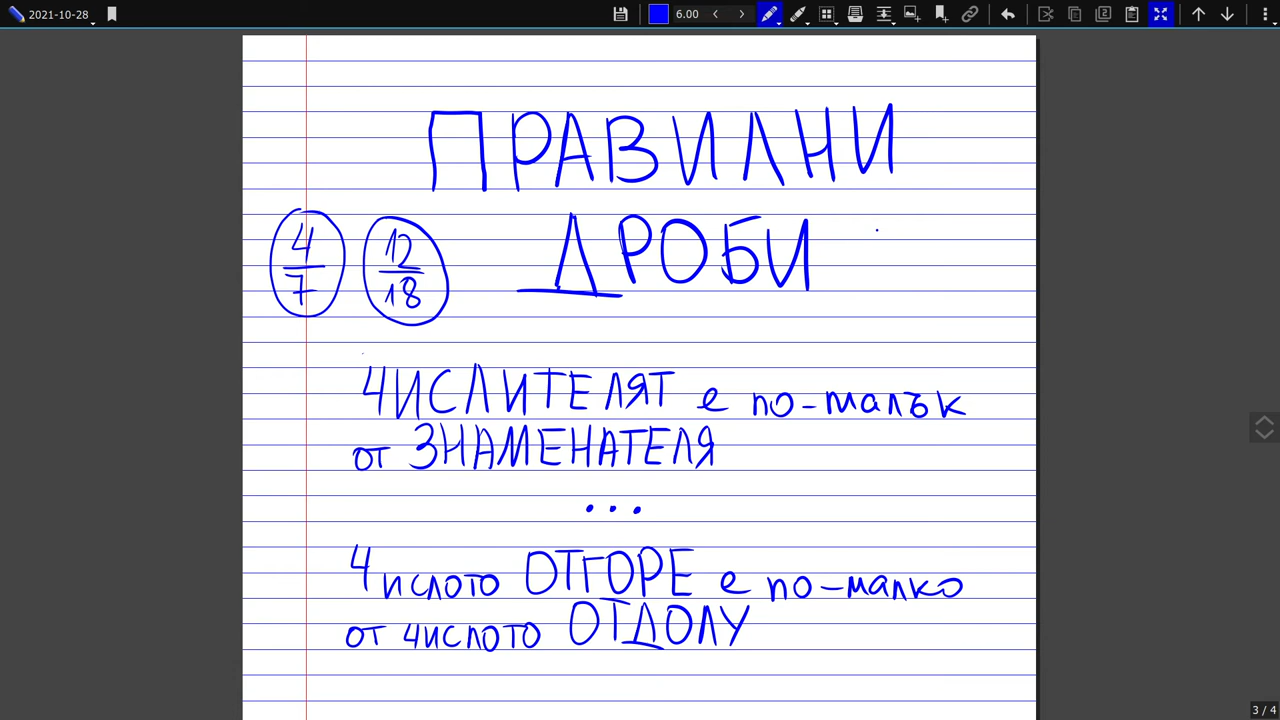 2021-10-28
6.00
ПРАВИЛНИ
ДРОБИ
4
7
12
18
ЧИСЛИТЕЛЯТ е по-малък
от ЗНАМЕНАТЕЛЯ
...
Числото ОТГОРЕ е по-малко
от числото ОТДОЛУ
3 / 4